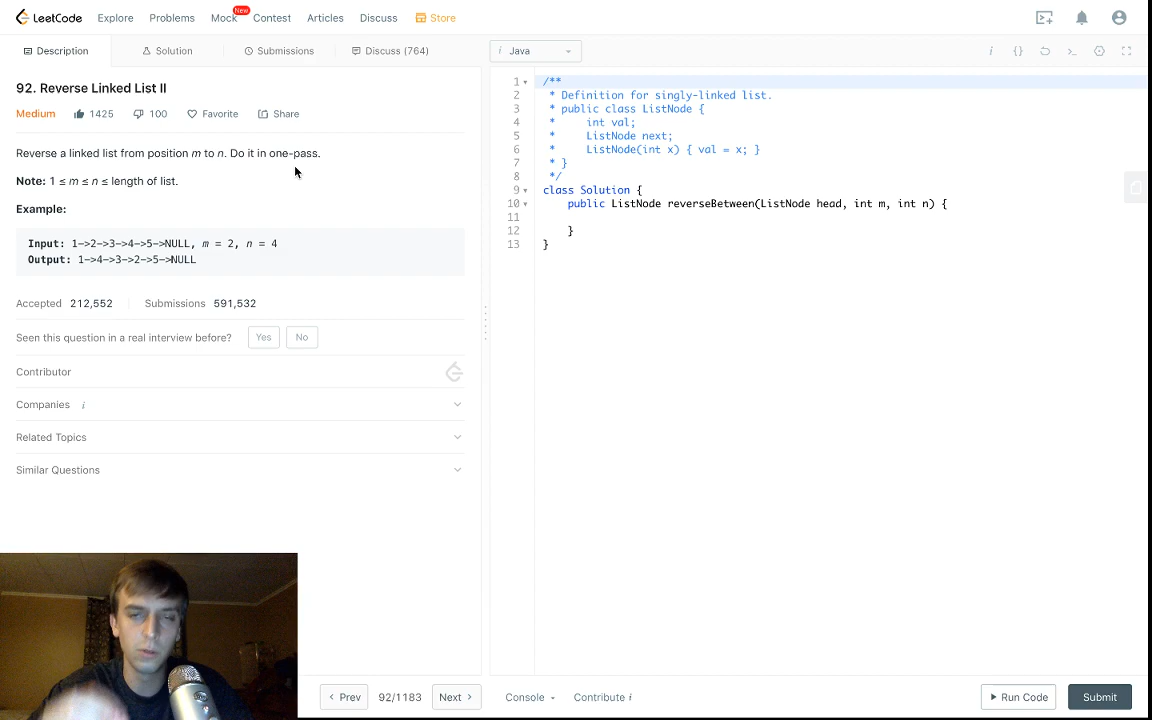 LeetCode Explore Problems Mock New Contest Articles Discuss Store
Description Solution Submissions Discuss (764)
i Java
92. Reverse Linked List II
Medium 1425 100 Favorite Share
Reverse a linked list from position m to n. Do it in one-pass.
Note: 1 ≤ m ≤ n ≤ length of list.
Example:
Input: 1->2->3->4->5->NULL, m = 2, n = 4
Output: 1->4->3->2->5->NULL
Accepted 212,552 Submissions 591,532
Seen this question in a real interview before? Yes No
Contributor
Companies i
Related Topics
Similar Questions
1 /**
2 * Definition for singly-linked list.
3 * public class ListNode {
4 * int val;
5 * ListNode next;
6 * ListNode(int x) { val = x; }
7 * }
8 */
9 class Solution {
10 public ListNode reverseBetween(ListNode head, int m, int n) {
11
12 }
13 }
Prev 92/1183 Next Console Contribute i Run Code Submit